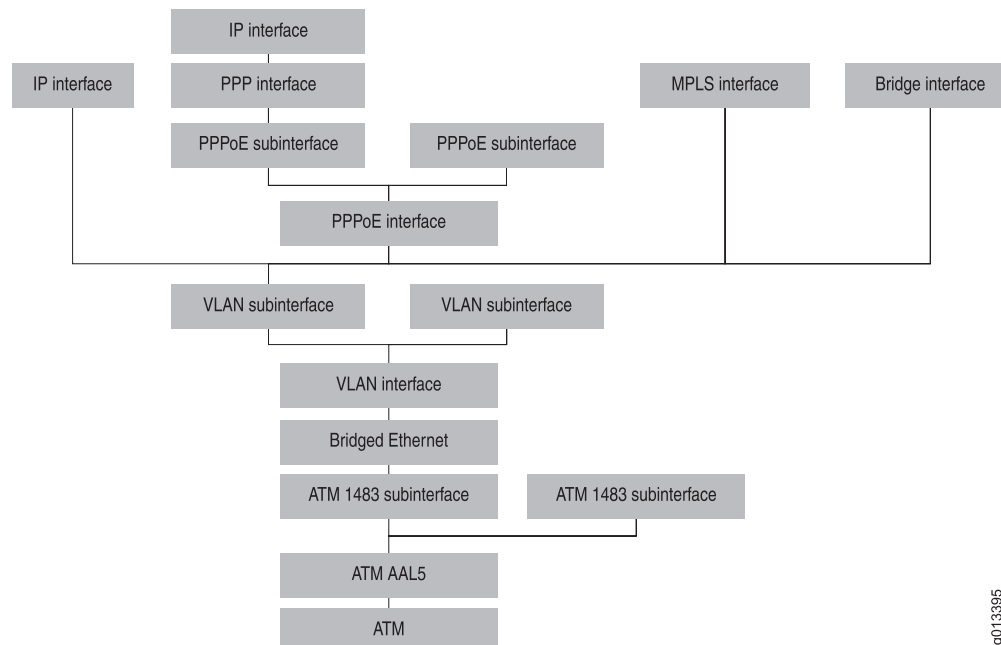 IP interface
IP interface
PPP interface
MPLS interface
Bridge interface
PPPoE subinterface
PPPoE subinterface
PPPoE interface
VLAN subinterface
VLAN subinterface
VLAN interface
Bridged Ethernet
ATM 1483 subinterface
ATM 1483 subinterface
ATM AAL5
ATM
g013395